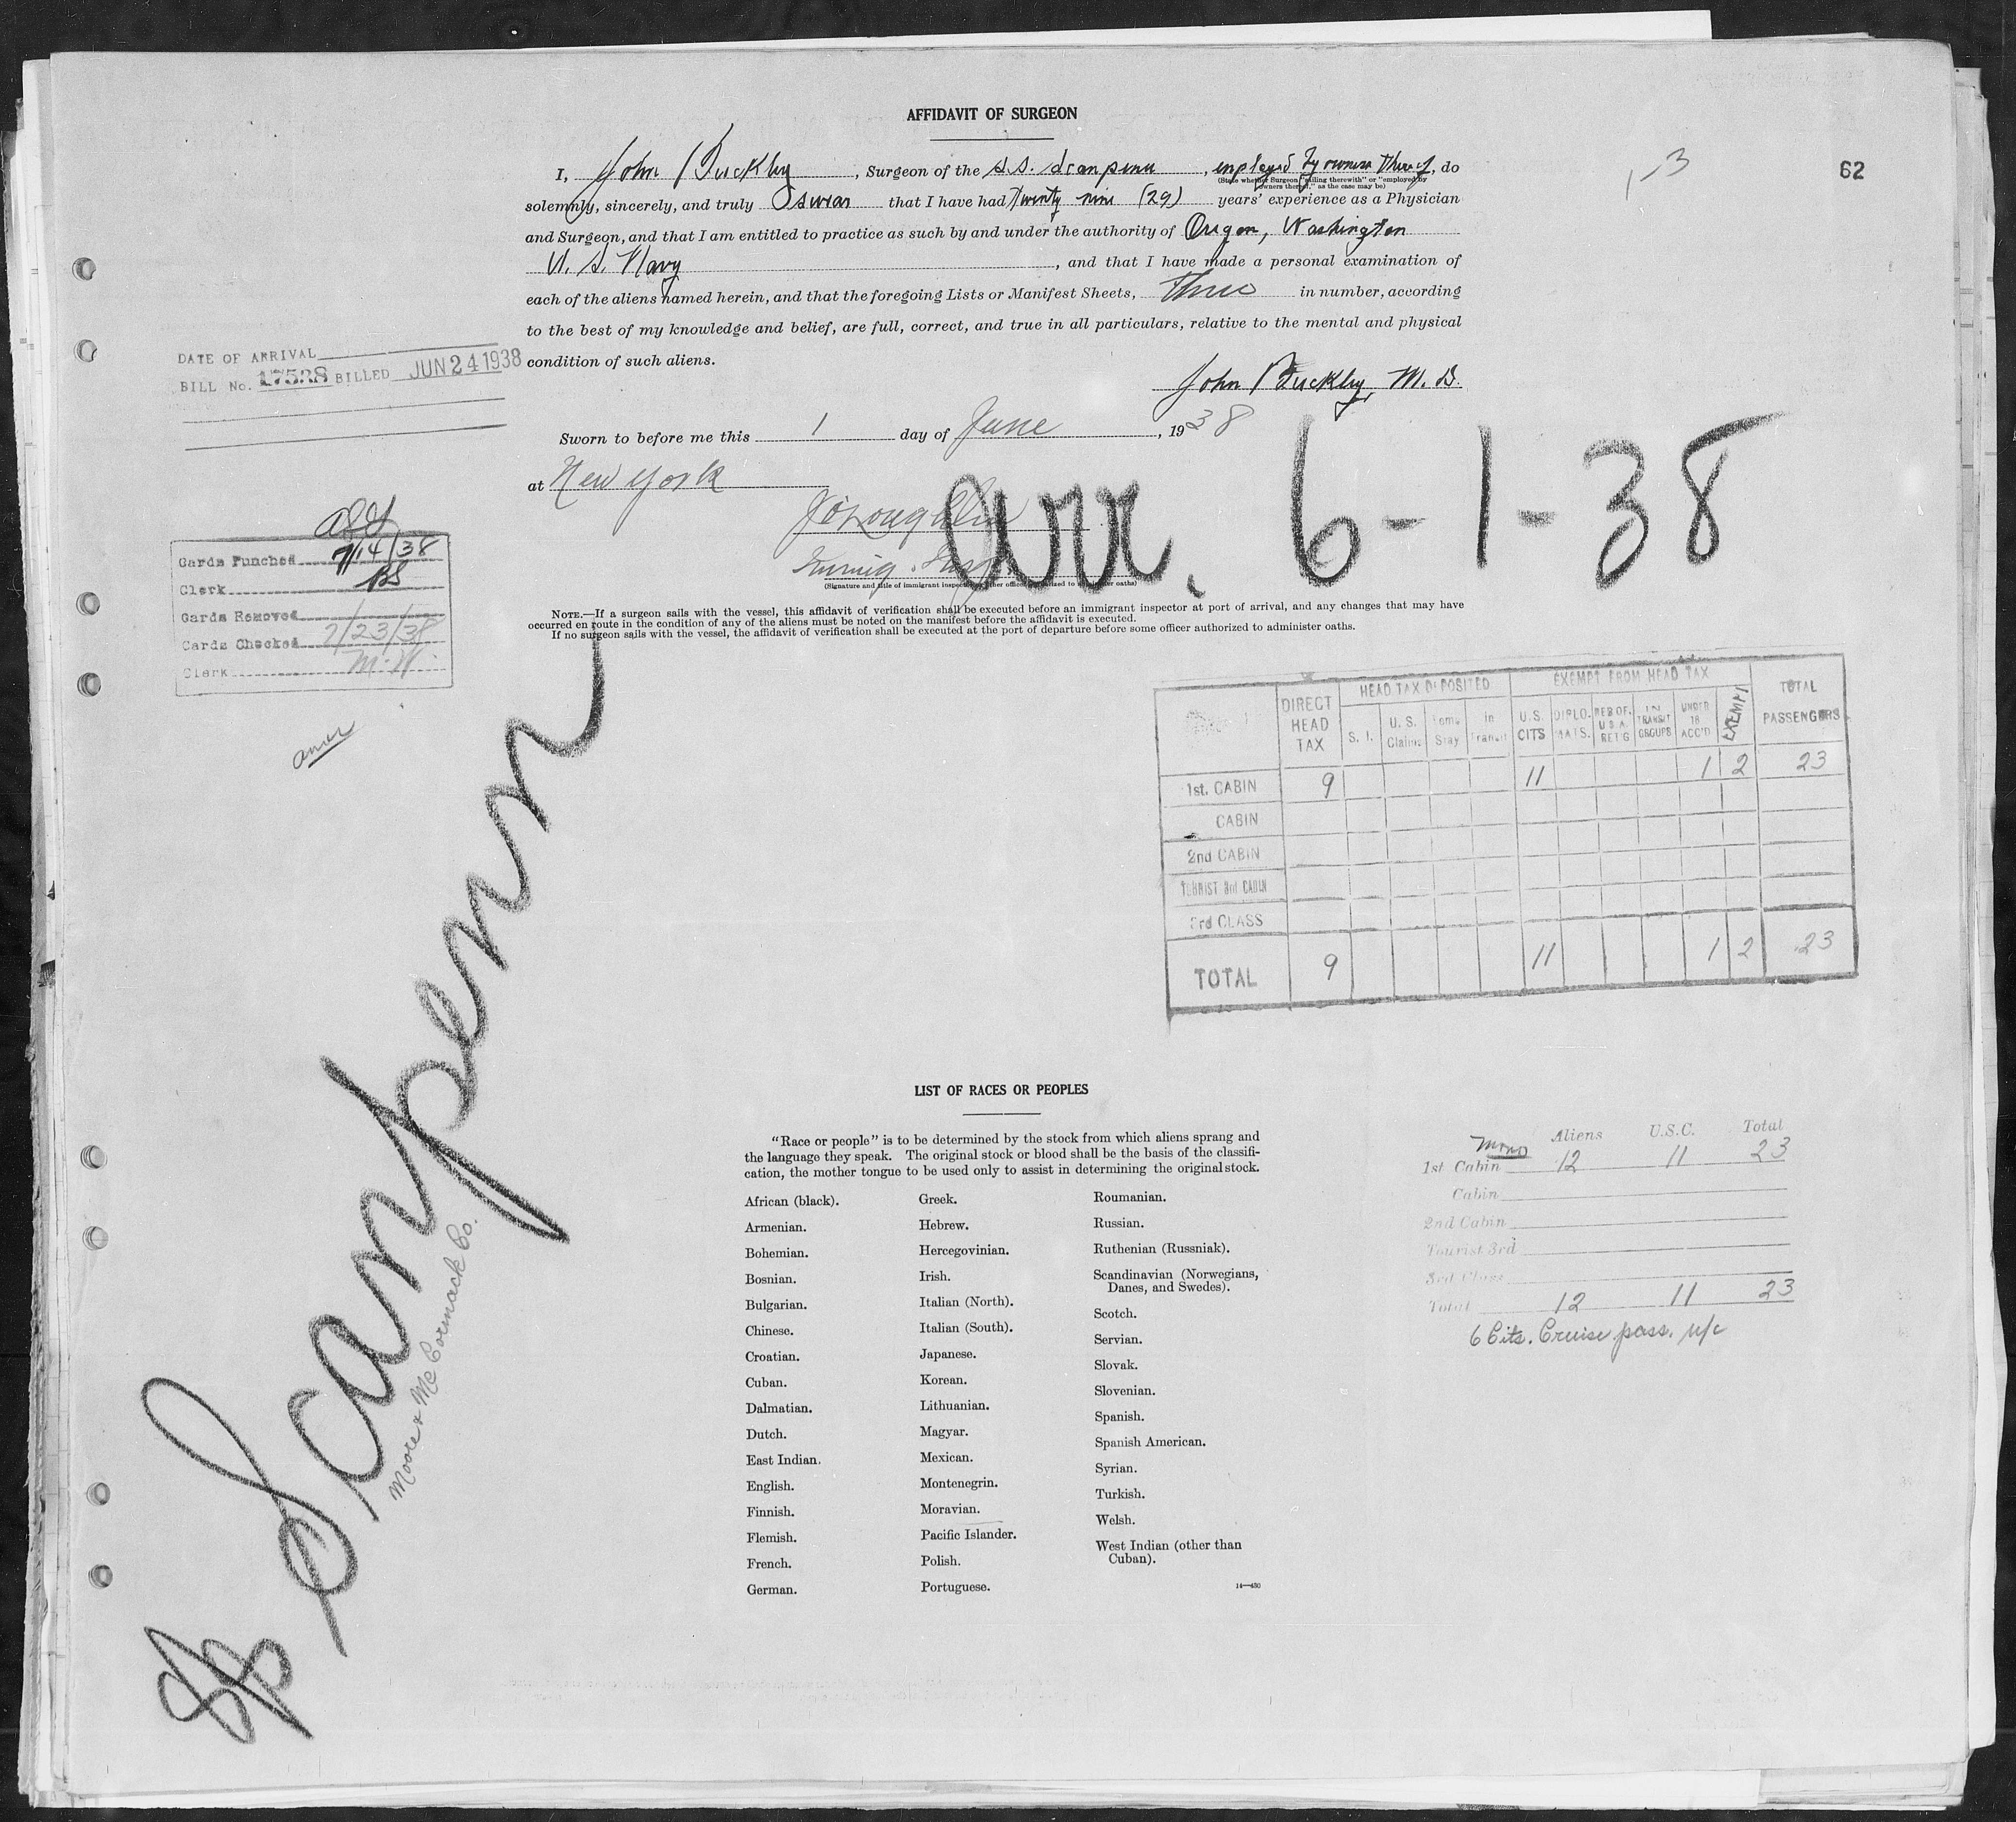 AFFIDAVIT OF SURGEON
62
1-3
I, John Buckley, Surgeon of the S.S. Scanpenn, employed by owners thereof, do
(State whether Surgeon "sailing therewith" or "employed by owners thereof," as the case may be)
solemnly, sincerely, and truly swear that I have had Twenty nine (29) years' experience as a Physician
and Surgeon, and that I am entitled to practice as such by and under the authority of Oregon, Washington
U. S. Navy, and that I have made a personal examination of
each of the aliens named herein, and that the foregoing Lists or Manifest Sheets, three in number, according
to the best of my knowledge and belief, are full, correct, and true in all particulars, relative to the mental and physical
condition of such aliens.
John Buckley, M.D.
DATE OF ARRIVAL
BILL No. 17538 BILLED JUN 24 1938
Sworn to before me this 1 day of June, 1938
at New York
J O'Loughlin
Immig. Insp.
(Signature and title of immigrant inspector or other officer authorized to administer oaths)
Arr. 6-1-38
Cards Punched 7/14/38
Clerk BS
Cards Removed
Cards Checked 7/23/38
Clerk M.W.
NOTE.—If a surgeon sails with the vessel, this affidavit of verification shall be executed before an immigrant inspector at port of arrival, and any changes that may have
occurred en route in the condition of any of the aliens must be noted on the manifest before the affidavit is executed.
If no surgeon sails with the vessel, the affidavit of verification shall be executed at the port of departure before some officer authorized to administer oaths.
DIRECT HEAD TAX
HEAD TAX DEPOSITED
EXEMPT FROM HEAD TAX
TOTAL PASSENGERS
S. I. U. S. Claims Temp Stay In Transit U.S. CITS DIPLO-MATS. RES OF. U.S.A. RET'G IN TRANSIT GROUPS UNDER 16 ACC'D EXEMPT
1st. CABIN 9 11 1 2 23
CABIN
2nd CABIN
TOURIST 3rd CABIN
3rd CLASS
TOTAL 9 11 1 2 23
SS Scanpenn
Moore & McCormack Co.
LIST OF RACES OR PEOPLES
"Race or people" is to be determined by the stock from which aliens sprang and
the language they speak. The original stock or blood shall be the basis of the classifi-
cation, the mother tongue to be used only to assist in determining the original stock.
African (black).
Armenian.
Bohemian.
Bosnian.
Bulgarian.
Chinese.
Croatian.
Cuban.
Dalmatian.
Dutch.
East Indian.
English.
Finnish.
Flemish.
French.
German.
Greek.
Hebrew.
Hercegovinian.
Irish.
Italian (North).
Italian (South).
Japanese.
Korean.
Lithuanian.
Magyar.
Mexican.
Montenegrin.
Moravian.
Pacific Islander.
Polish.
Portuguese.
Roumanian.
Russian.
Ruthenian (Russniak).
Scandinavian (Norwegians,
Danes, and Swedes).
Scotch.
Servian.
Slovak.
Slovenian.
Spanish.
Spanish American.
Syrian.
Turkish.
Welsh.
West Indian (other than
Cuban).
14—430
Aliens U.S.C. Total
1st Cabin 12 11 23
Cabin
2nd Cabin
Tourist 3rd
3rd Class
Total 12 11 23
6 Cits. Cruise pass. n/c